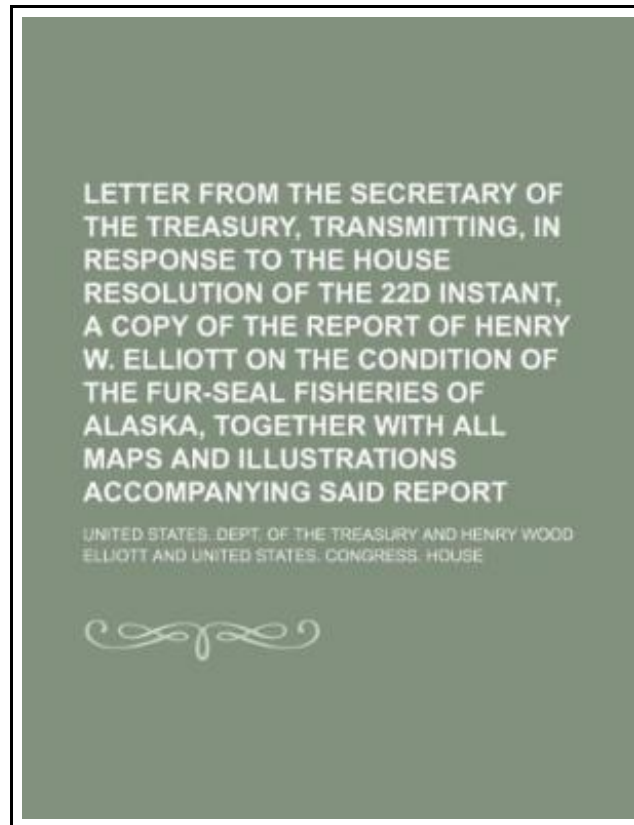 LETTER FROM THE SECRETARY OF
THE TREASURY, TRANSMITTING, IN
RESPONSE TO THE HOUSE
RESOLUTION OF THE 22D INSTANT,
A COPY OF THE REPORT OF HENRY
W. ELLIOTT ON THE CONDITION OF
THE FUR-SEAL FISHERIES OF
ALASKA, TOGETHER WITH ALL
MAPS AND ILLUSTRATIONS
ACCOMPANYING SAID REPORT
UNITED STATES. DEPT. OF THE TREASURY AND HENRY WOOD
ELLIOTT AND UNITED STATES. CONGRESS. HOUSE